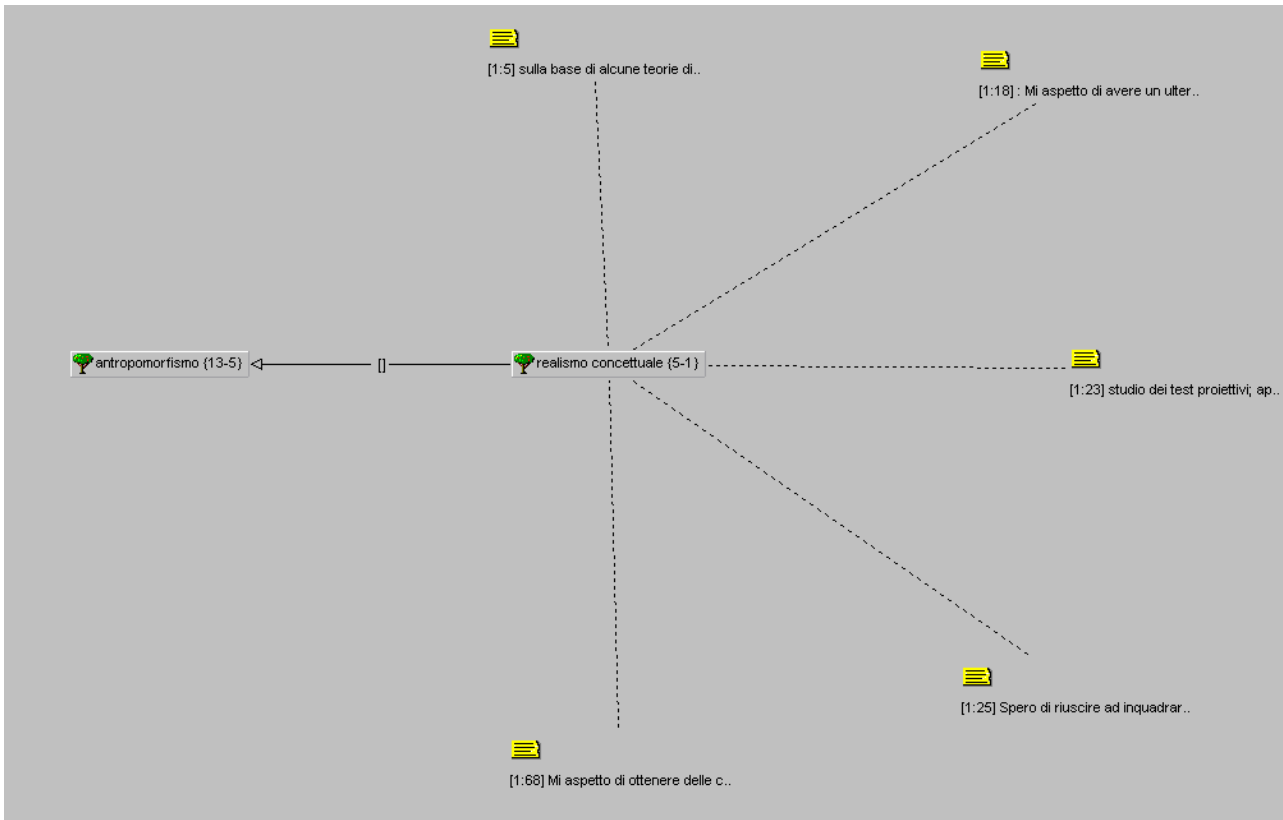 [1:5] sulla base di alcune teorie di..
[1:18] : Mi aspetto di avere un ulter..
antropomorfismo {13-5}
[]
realismo concettuale {5-1}
[1:23] studio dei test proiettivi; ap..
[1:25] Spero di riuscire ad inquadrar..
[1:68] Mi aspetto di ottenere delle c..